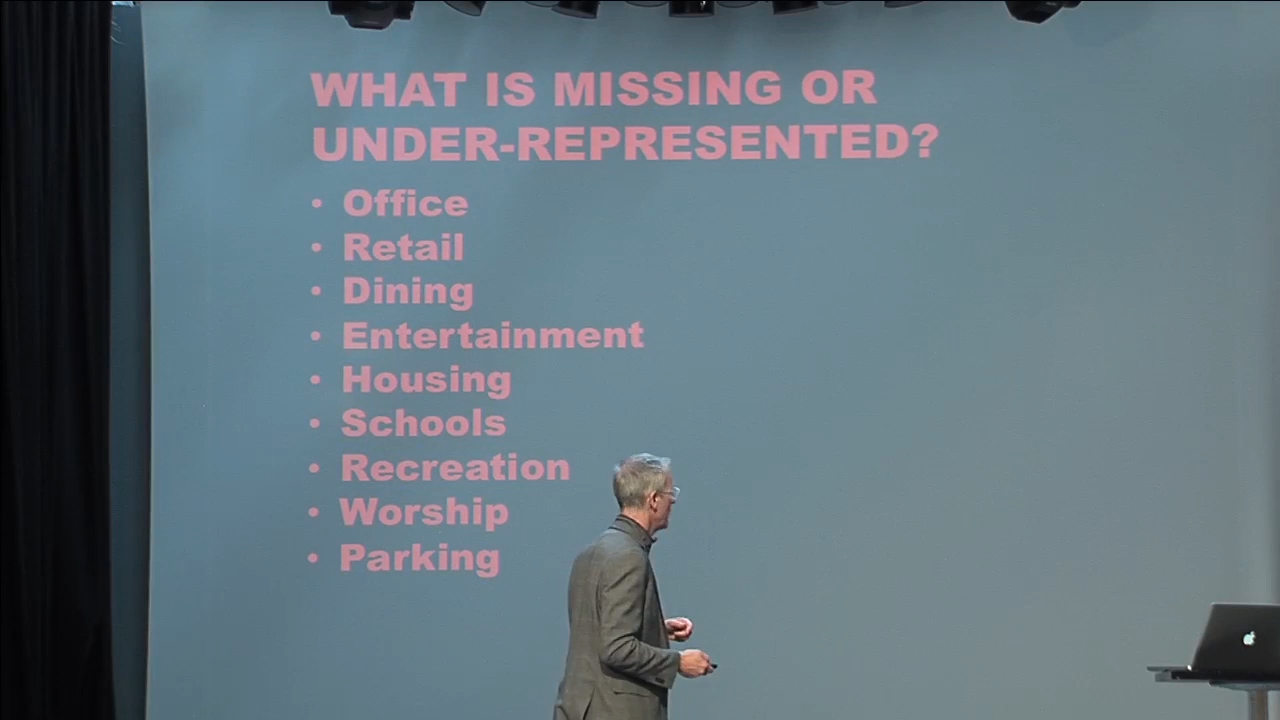 WHAT IS MISSING OR
UNDER-REPRESENTED?
• Office
• Retail
• Dining
• Entertainment
• Housing
• Schools
• Recreation
• Worship
• Parking